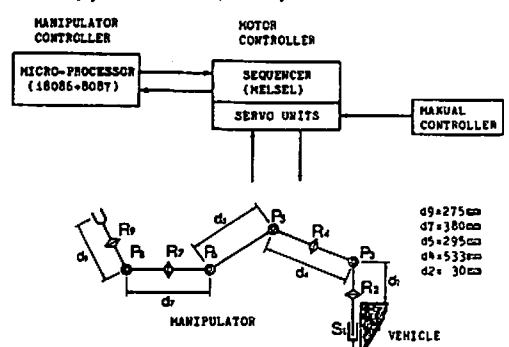 MANIPULATOR
CONTROLLER
MOTOR
CONTROLLER
MICRO-PROCESSOR
(i8086+8087)
SEQUENCER
(MELSEL)
SERVO UNITS
MANUAL
CONTROLLER
d9=275mm
d7=380mm
d5=295mm
d4=533mm
d2= 30mm
d5
P5
R4
P3
d4
R9
d9
P8
R7
P6
d7
R2
d2
S1
MANIPULATOR
VEHICLE